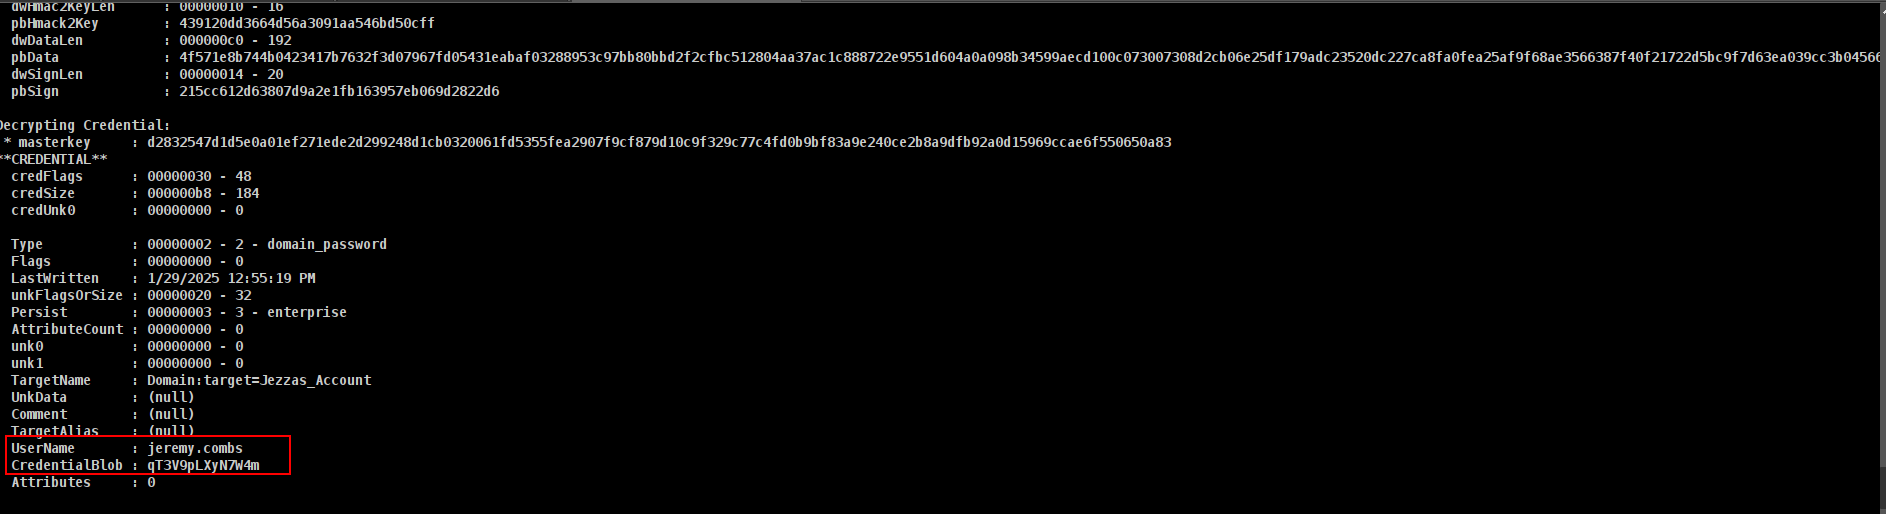 dwHmac2KeyLen : 00000010 - 16
pbHmack2Key : 439120dd3664d56a3091aa546bd50cff
dwDataLen : 000000c0 - 192
pbData : 4f571e8b744b0423417b7632f3d07967fd05431eabaf03288953c97bb80bbd2f2cfbc512804aa37ac1c888722e9551d604a0a098b34599aecd100c073007308d2cb06e25df179adc23520dc227ca8fa0fea25af9f68ae3566387f40f21722d5bc9f7d63ea039cc3b04566
dwSignLen : 00000014 - 20
pbSign : 215cc612d63807d9a2e1fb163957eb069d2822d6
Decrypting Credential:
* masterkey : d2832547d1d5e0a01ef271ede2d299248d1cb0320061fd5355fea2907f9cf879d10c9f329c77c4fd0b9bf83a9e240ce2b8a9dfb92a0d15969ccae6f550650a83
**CREDENTIAL**
credFlags : 00000030 - 48
credSize : 000000b8 - 184
credUnk0 : 00000000 - 0
Type : 00000002 - 2 - domain_password
Flags : 00000000 - 0
LastWritten : 1/29/2025 12:55:19 PM
unkFlagsOrSize : 00000020 - 32
Persist : 00000003 - 3 - enterprise
AttributeCount : 00000000 - 0
unk0 : 00000000 - 0
unk1 : 00000000 - 0
TargetName : Domain:target=Jezzas_Account
UnkData : (null)
Comment : (null)
TargetAlias : (null)
UserName : jeremy.combs
CredentialBlob : qT3V9pLXyN7W4m
Attributes : 0